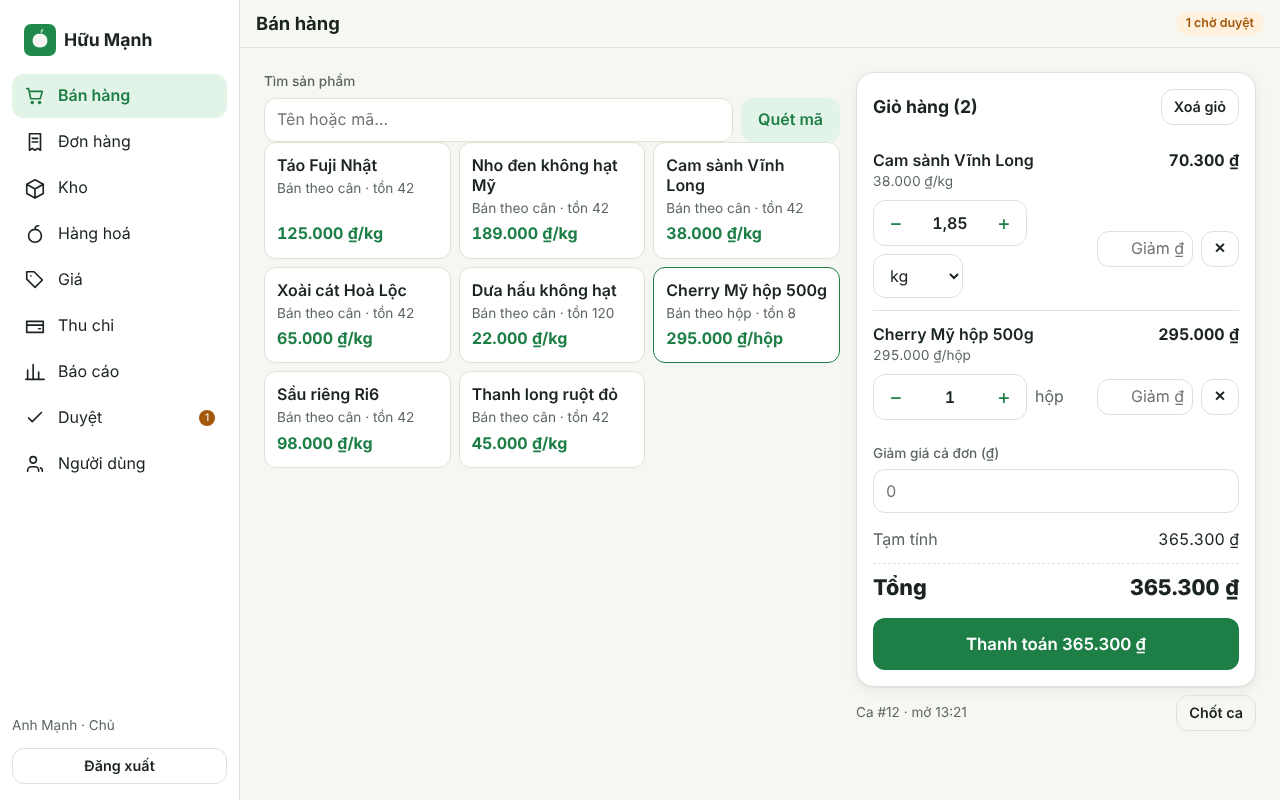 Hữu Mạnh
Bán hàng
Đơn hàng
Kho
Hàng hoá
Giá
Thu chi
Báo cáo
Duyệt
1
Người dùng
Anh Mạnh · Chủ
Đăng xuất
Bán hàng
1 chờ duyệt
Tìm sản phẩm
Tên hoặc mã...
Quét mã
Táo Fuji Nhật
Bán theo cân · tồn 42
125.000 ₫/kg
Nho đen không hạt
Mỹ
Bán theo cân · tồn 42
189.000 ₫/kg
Cam sành Vĩnh
Long
Bán theo cân · tồn 42
38.000 ₫/kg
Xoài cát Hoà Lộc
Bán theo cân · tồn 42
65.000 ₫/kg
Dưa hấu không hạt
Bán theo cân · tồn 120
22.000 ₫/kg
Cherry Mỹ hộp 500g
Bán theo hộp · tồn 8
295.000 ₫/hộp
Sầu riêng Ri6
Bán theo cân · tồn 42
98.000 ₫/kg
Thanh long ruột đỏ
Bán theo cân · tồn 42
45.000 ₫/kg
Giỏ hàng (2)
Xoá giỏ
Cam sành Vĩnh Long
70.300 ₫
38.000 ₫/kg
− 1,85 +
kg
Giảm ₫
×
Cherry Mỹ hộp 500g
295.000 ₫
295.000 ₫/hộp
− 1 +
hộp
Giảm ₫
×
Giảm giá cả đơn (₫)
0
Tạm tính
365.300 ₫
Tổng
365.300 ₫
Thanh toán 365.300 ₫
Ca #12 · mở 13:21
Chốt ca